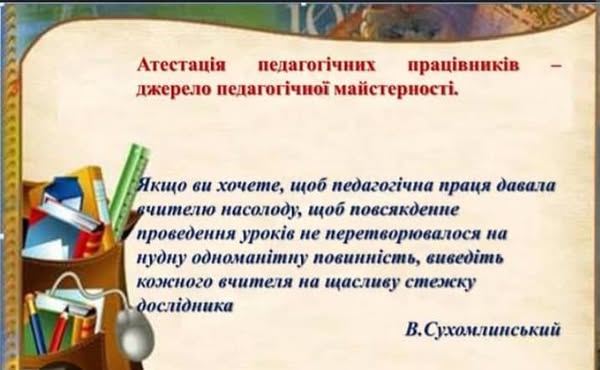 Атестація педагогічних працівників –
джерело педагогічної майстерності.
Якщо ви хочете, щоб педагогічна праця давала
вчителю насолоду, щоб повсякденне
проведення уроків не перетворювалося на
нудну одноманітну повинність, виведіть
кожного вчителя на щасливу стежку
дослідника
В.Сухомлинський